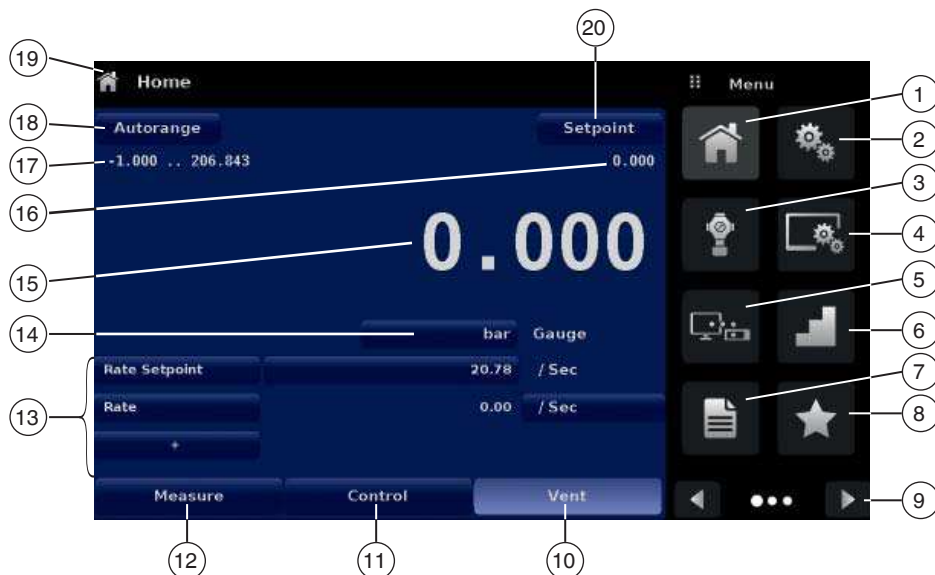 20
19
Home
Menu
1
18
Autorange
Setpoint
2
17
-1.000 .. 206.843
0.000
3
16
0.000
4
15
5
14
bar Gauge
6
13
Rate Setpoint 20.78 /Sec
7
Rate 0.00 /Sec
8
+
Measure Control Vent
9
12
11
10